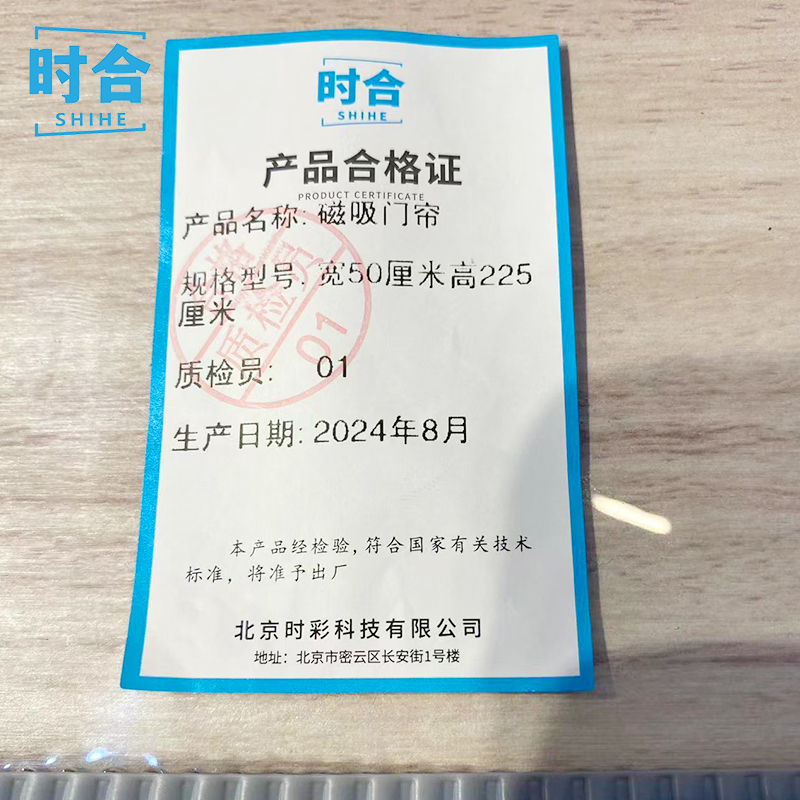 时合
SHIHE
时合
SHIHE
产品合格证
PRODUCT CERTIFICATE
产品名称: 磁吸门帘
规格型号: 宽50厘米高225
厘米
质检员: 01
生产日期: 2024年8月
质检员
01
本产品经检验,符合国家有关技术
标准，将准予出厂
北京时彩科技有限公司
地址：北京市密云区长安街1号楼